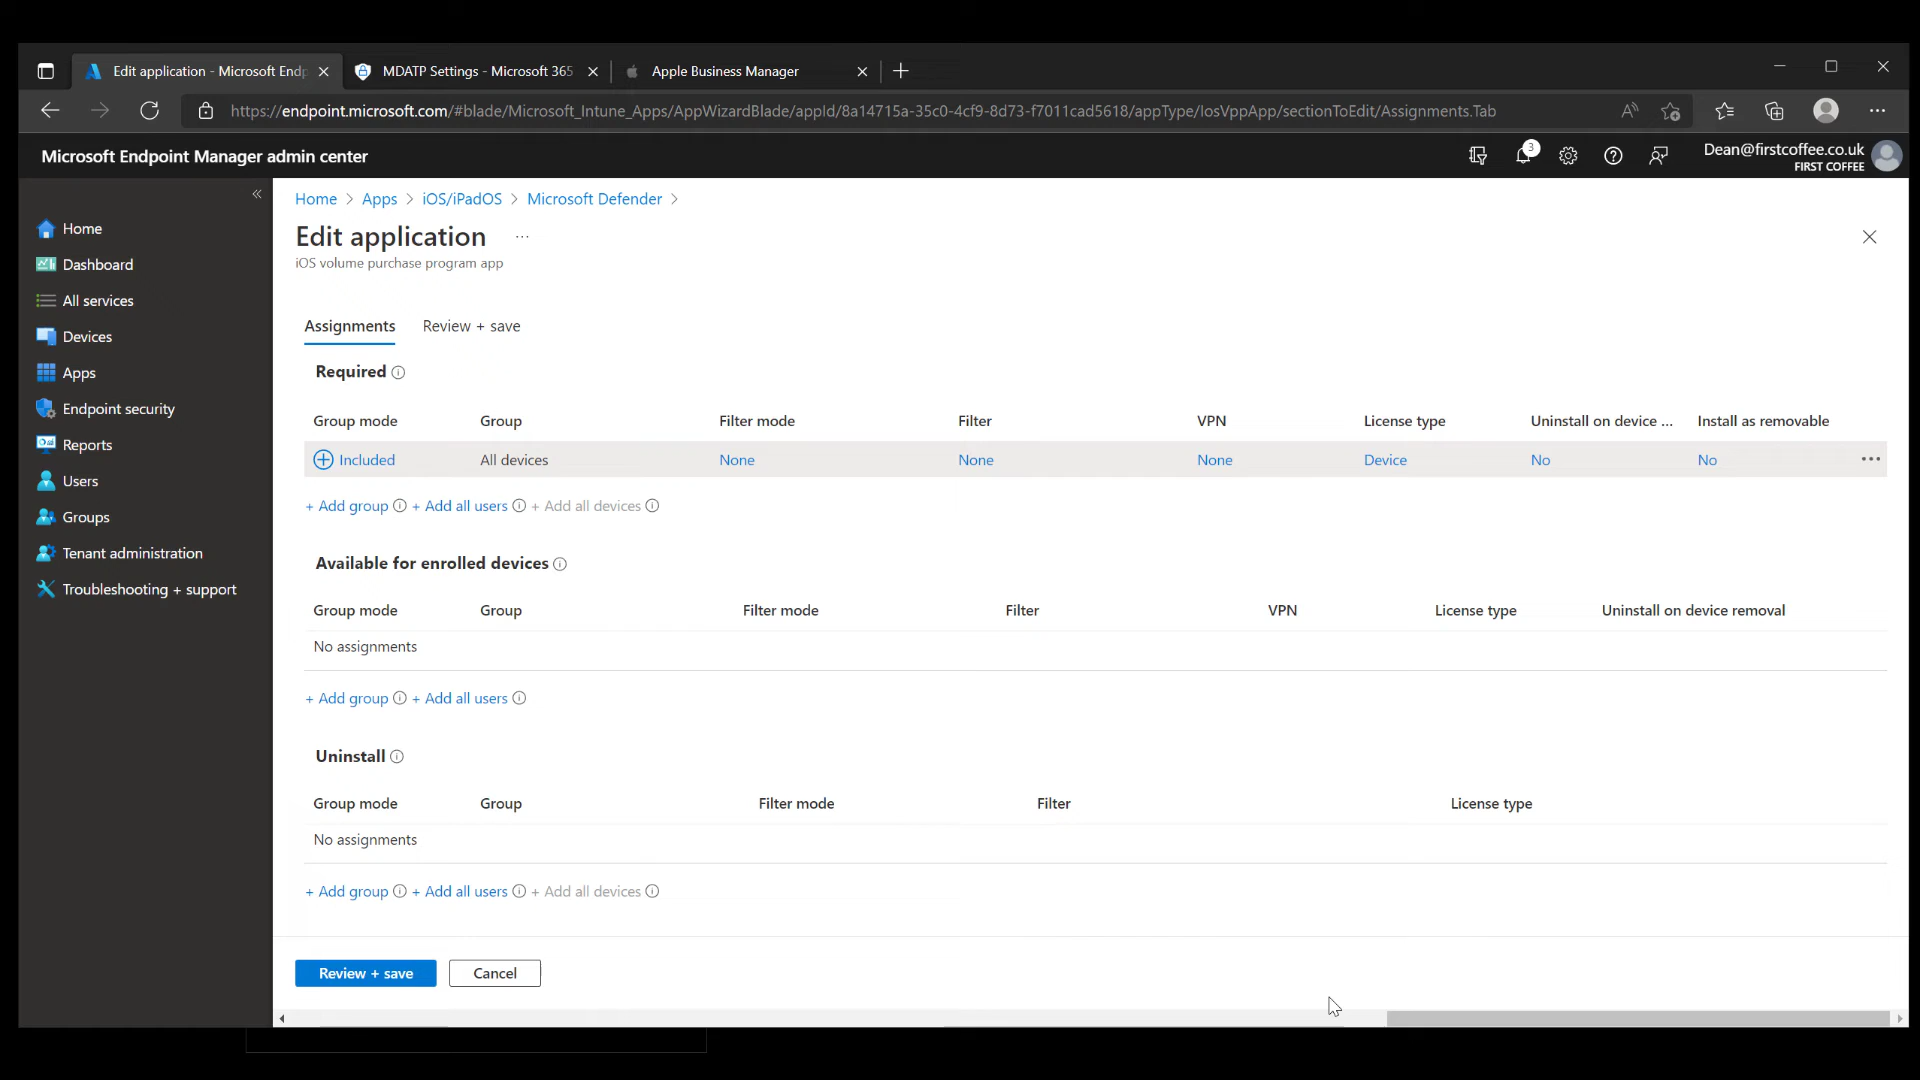 Edit application - Microsoft Endp
MDATP Settings - Microsoft 365
Apple Business Manager
https://endpoint.microsoft.com/#blade/Microsoft_Intune_Apps/AppWizardBlade/appId/8a14715a-35c0-4cf9-8d73-f7011cad5618/appType/IosVppApp/sectionToEdit/Assignments.Tab
Microsoft Endpoint Manager admin center
3
Dean@firstcoffee.co.uk
FIRST COFFEE
Home
Dashboard
All services
Devices
Apps
Endpoint security
Reports
Users
Groups
Tenant administration
Troubleshooting + support
Home > Apps > iOS/iPadOS > Microsoft Defender >
Edit application ...
iOS volume purchase program app
Assignments Review + save
Required
Group mode Group Filter mode Filter VPN License type Uninstall on device ... Install as removable
Included All devices None None None Device No No ...
+ Add group + Add all users + Add all devices
Available for enrolled devices
Group mode Group Filter mode Filter VPN License type Uninstall on device removal
No assignments
+ Add group + Add all users
Uninstall
Group mode Group Filter mode Filter License type
No assignments
+ Add group + Add all users + Add all devices
Review + save Cancel